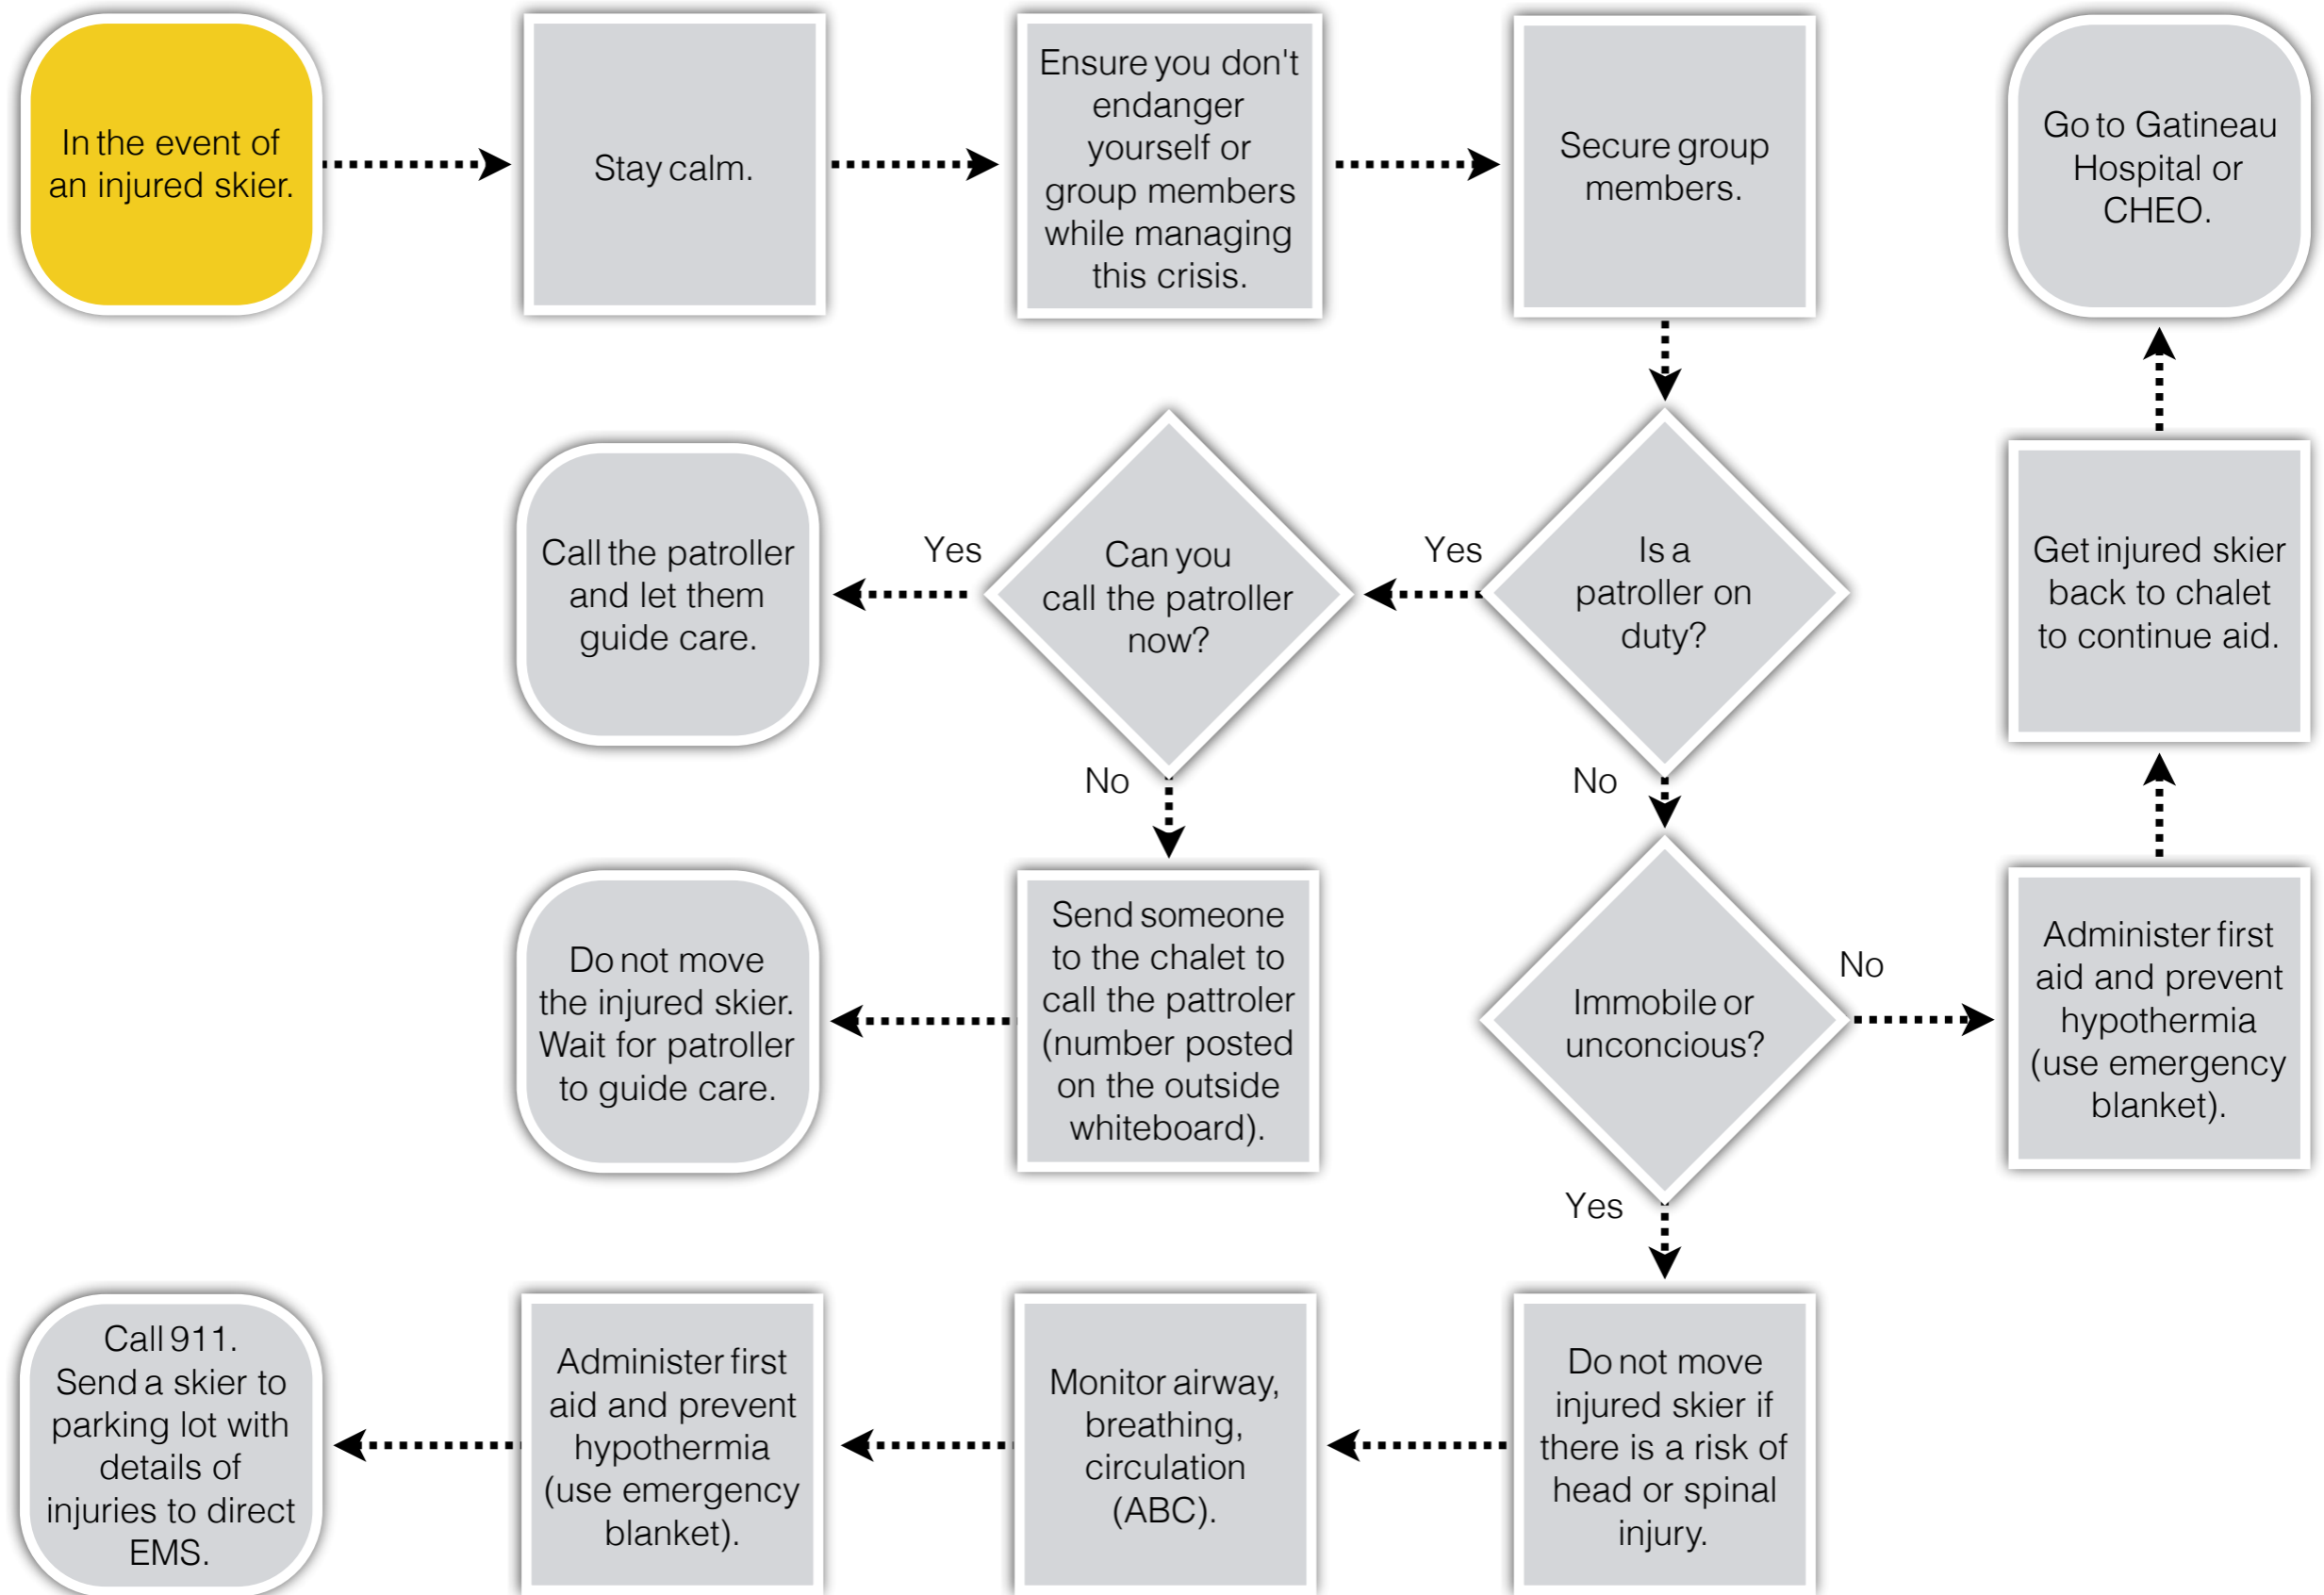 In the event of
an injured skier.
Stay calm.
Ensure you don't
endanger
yourself or
group members
while managing
this crisis.
Secure group
members.
Go to Gatineau
Hospital or
CHEO.
Call the patroller
and let them
guide care.
Yes
Can you
call the patroller
now?
Yes
Is a
patroller on
duty?
Get injured skier
back to chalet
to continue aid.
No
No
Do not move
the injured skier.
Wait for patroller
to guide care.
Send someone
to the chalet to
call the pattroler
(number posted
on the outside
whiteboard).
Immobile or
unconcious?
No
Administer first
aid and prevent
hypothermia
(use emergency
blanket).
Yes
Call 911.
Send a skier to
parking lot with
details of
injuries to direct
EMS.
Administer first
aid and prevent
hypothermia
(use emergency
blanket).
Monitor airway,
breathing,
circulation
(ABC).
Do not move
injured skier if
there is a risk of
head or spinal
injury.